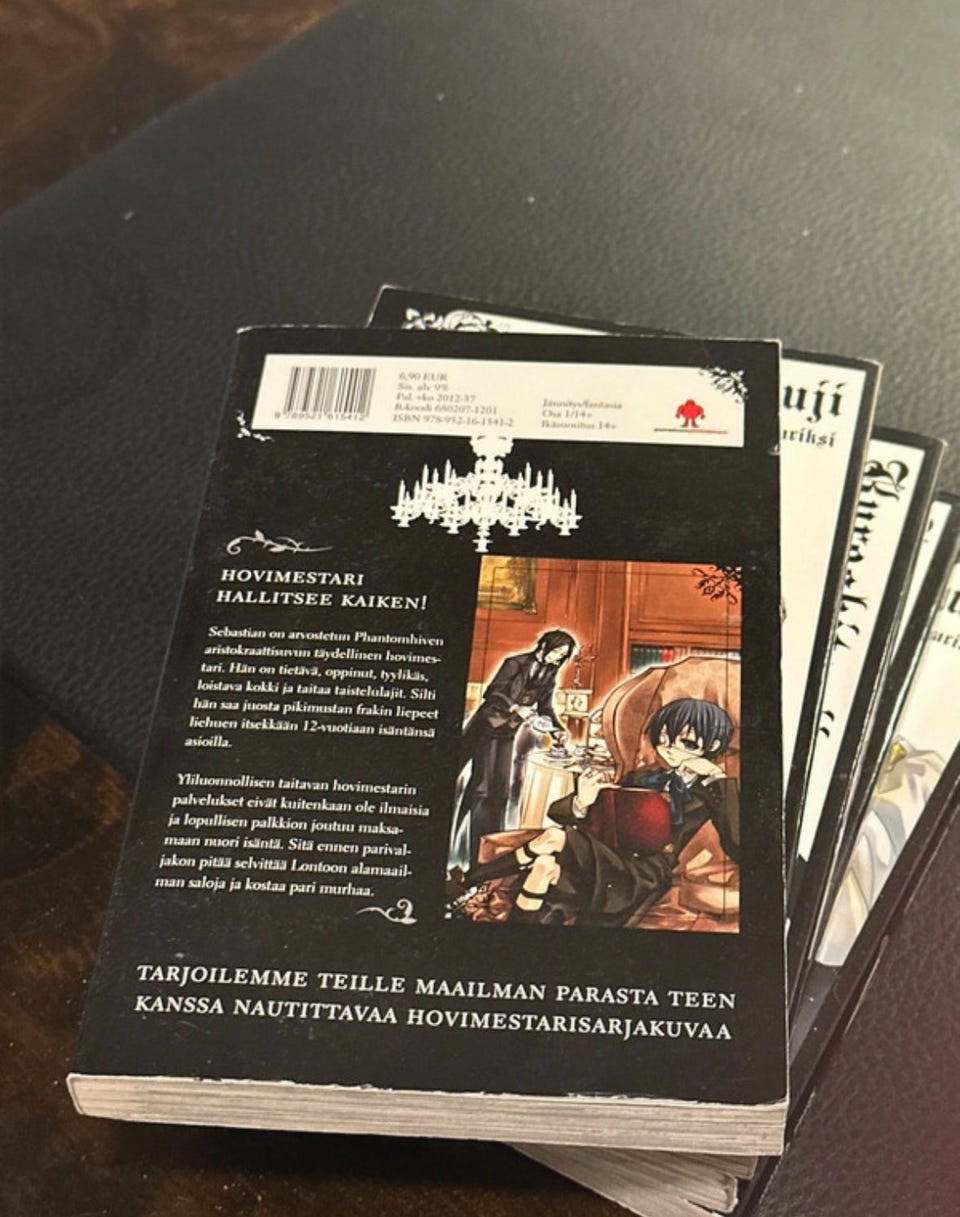 9 789521 615412
6,90 EUR
Sis. alv 9%
Pal. vko 2012-37
R-koodi 680207-1201
ISBN 978-952-16-1541-2
Jännitys/fantasia
Osa 1/14+
Ikäsuositus 14+
HOVIMESTARI
HALLITSEE KAIKEN!
Sebastian on arvostetun Phantomhiven
aristokraattisuvun täydellinen hovimes-
tari. Hän on tietävä, oppinut, tyylikäs,
loistava kokki ja taitaa taistelulajit. Silti
hän saa juosta pikimustan frakin liepeet
liehuen itsekkään 12-vuotiaan isäntänsä
asioilla.
Yliluonnollisen taitavan hovimestarin
palvelukset eivät kuitenkaan ole ilmaisia
ja lopullisen palkkion joutuu maksa-
maan nuori isäntä. Sitä ennen parival-
jakon pitää selvittää Lontoon alamaail-
man saloja ja kostaa pari murhaa.
TARJOILEMME TEILLE MAAILMAN PARASTA TEEN
KANSSA NAUTITTAVAA HOVIMESTARISARJAKUVAA
uji
uriksi